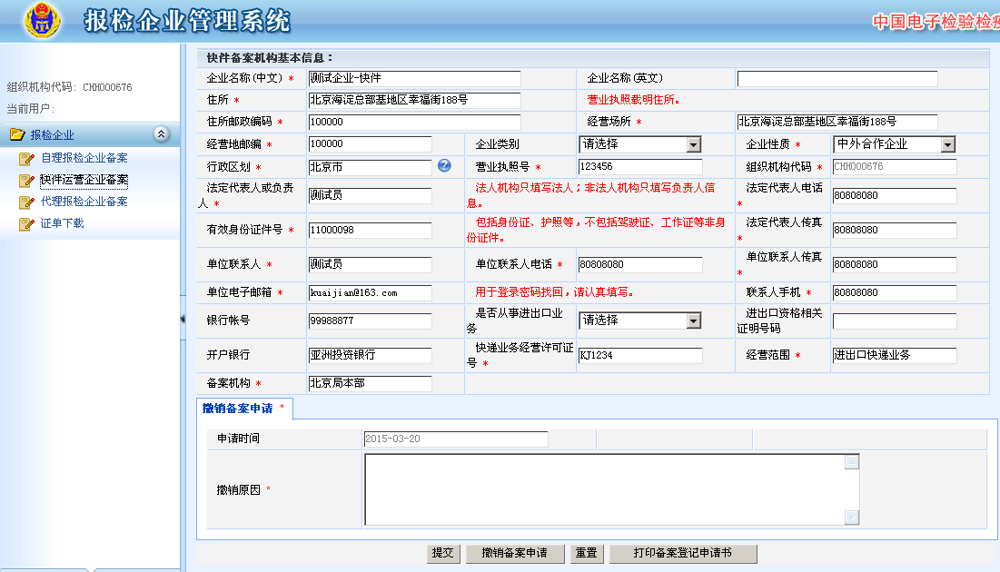 报检企业管理系统
中国电子检验检疫
组织机构代码: CHH000676
当前用户:
报检企业
自理报检企业备案
快件运营企业备案
代理报检企业备案
证单下载
快件备案机构基本信息：
企业名称(中文) * 测试企业-快件 企业名称(英文)
住所 * 北京海淀总部基地区幸福街188号 营业执照载明住所。
住所邮政编码 * 100000 经营场所 * 北京海淀总部基地区幸福街188号
经营地邮编 * 100000 企业类别 请选择 企业性质 * 中外合作企业
行政区划 * 北京市 营业执照号 * 123456 组织机构代码 * CHH000676
法定代表人或负责
人 * 测试员 法人机构只填写法人；非法人机构只填写负责人信
息。 法定代表人电话
* 80808080
有效身份证件号 * 11000098 包括身份证、护照等，不包括驾驶证、工作证等非身
份证件。 法定代表人传真
* 80808080
单位联系人 * 测试员 单位联系人电话 * 80808080 单位联系人传真
* 80808080
单位电子邮箱 * kuaijian@163.com 用于登录密码找回，请认真填写。 联系人手机 * 80808080
银行帐号 99988877 是否从事进出口业
务 请选择 进出口资格相关
证明号码
开户银行 亚洲投资银行 快递业务经营许可证
号 * KJ1234 经营范围 * 进出口快递业务
备案机构 * 北京局本部
撤销备案申请 *
申请时间 2015-03-20
撤销原因 *
提交 撤销备案申请 重置 打印备案登记申请书